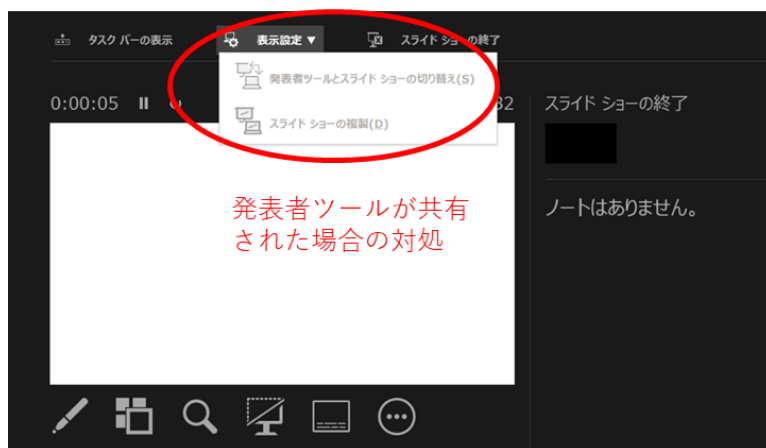 タスク バーの表示 表示設定 ▼ スライド ショーの終了
発表者ツールとスライド ショーの切り替え(S)
スライド ショーの複製(D)
0:00:05
32 スライド ショーの終了
発表者ツールが共有
された場合の対処
ノートはありません。